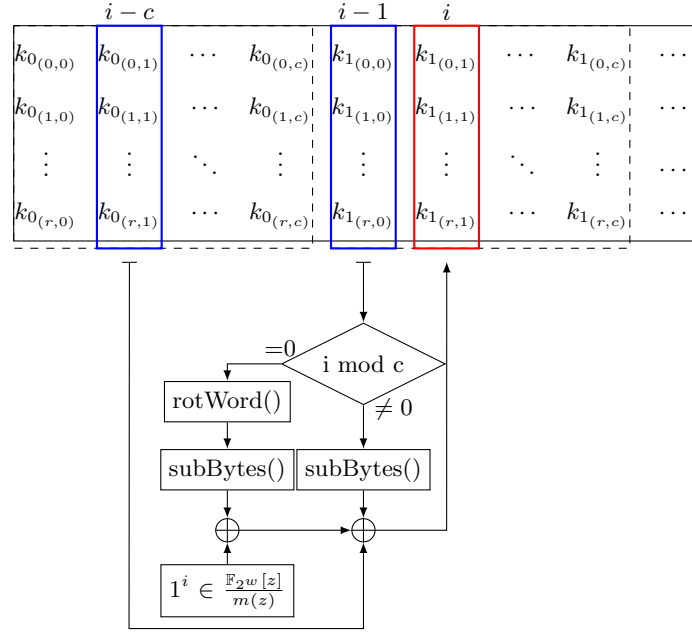 i − c i − 1 i
k₀₍₀,₀₎ k₀₍₀,₁₎ ⋯ k₀₍₀,c₎ k₁₍₀,₀₎ k₁₍₀,₁₎ ⋯ k₁₍₀,c₎ ⋯
k₀₍₁,₀₎ k₀₍₁,₁₎ ⋯ k₀₍₁,c₎ k₁₍₁,₀₎ k₁₍₁,₁₎ ⋯ k₁₍₁,c₎ ⋯
⋮ ⋮ ⋱ ⋮ ⋮ ⋮ ⋱ ⋮ ⋯
k₀₍r,₀₎ k₀₍r,₁₎ ⋯ k₀₍r,c₎ k₁₍r,₀₎ k₁₍r,₁₎ ⋯ k₁₍r,c₎ ⋯
=0
i mod c
rotWord()
≠ 0
subBytes() subBytes()
⊕ ⊕
1^i ∈ 𝔽_{2^w}[z] / m(z)